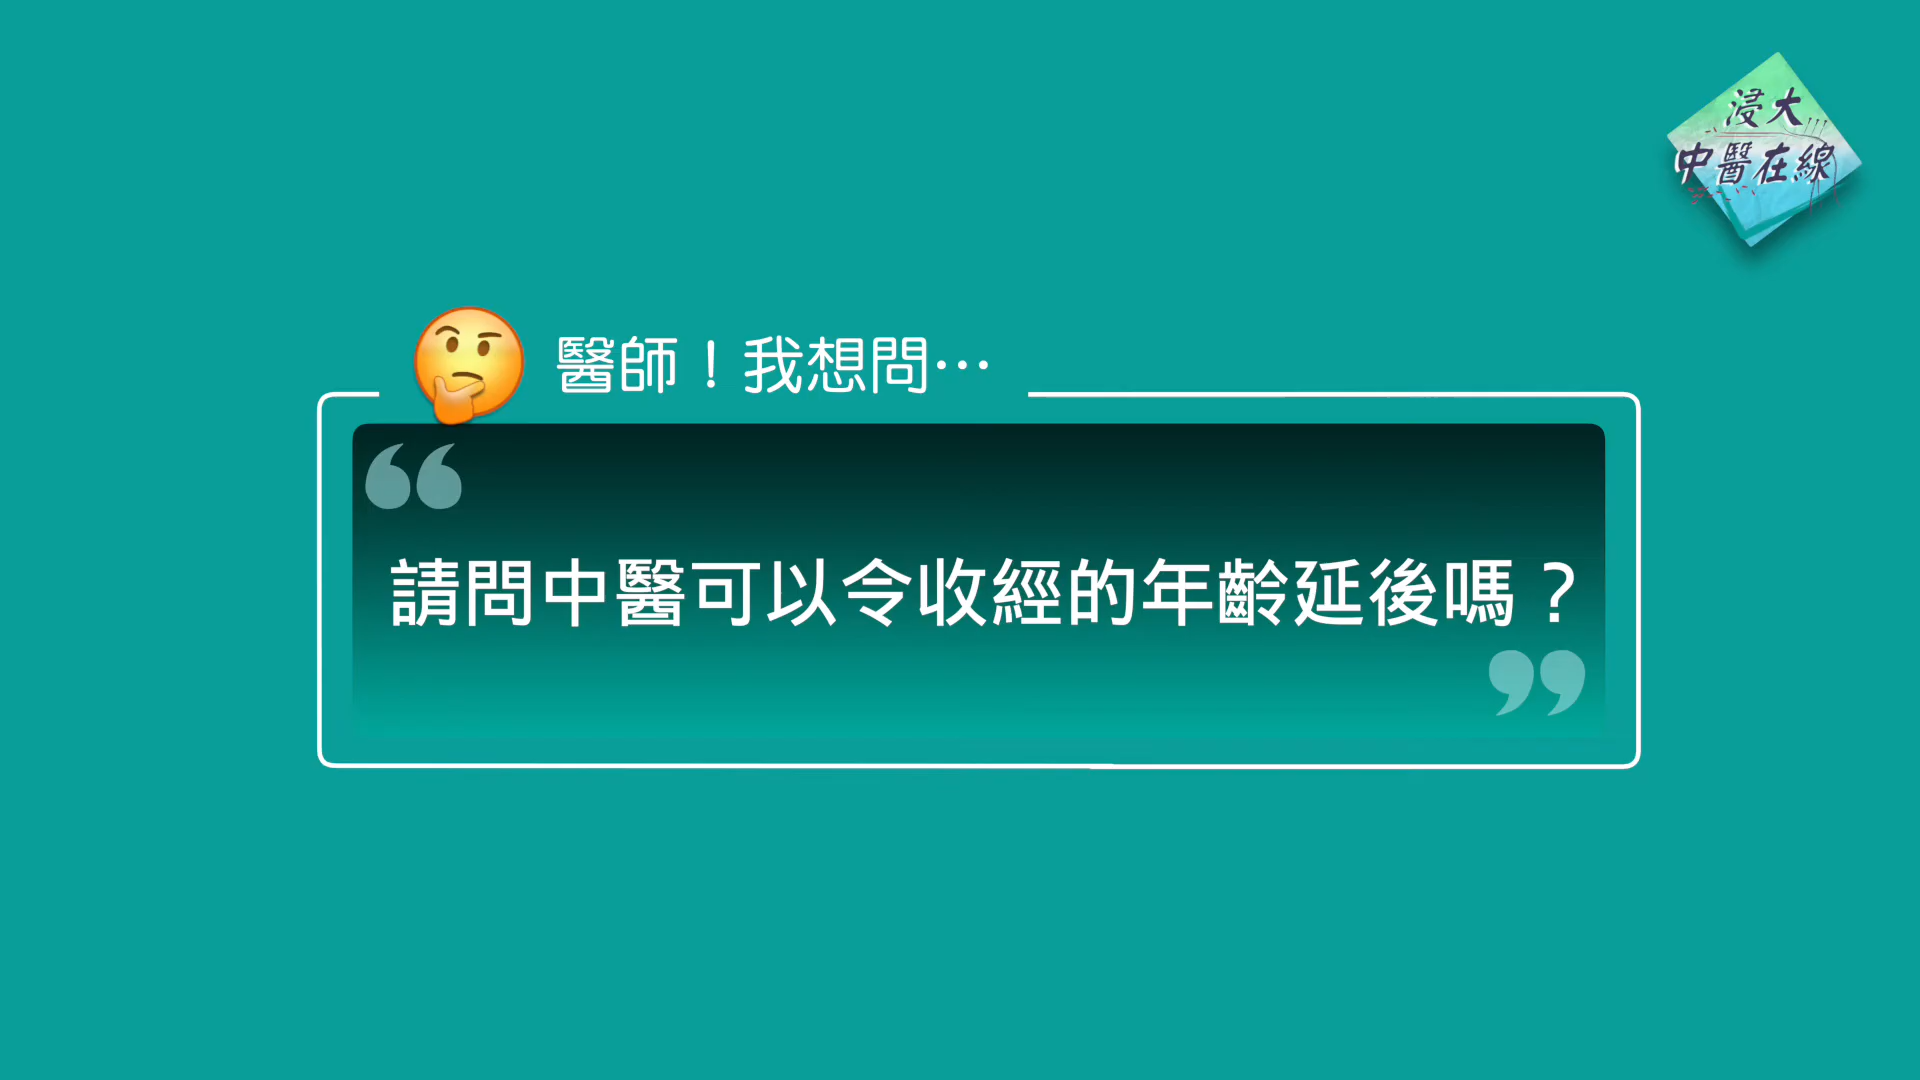 浸大
中醫在線
醫師！我想問…
請問中醫可以令收經的年齡延後嗎？